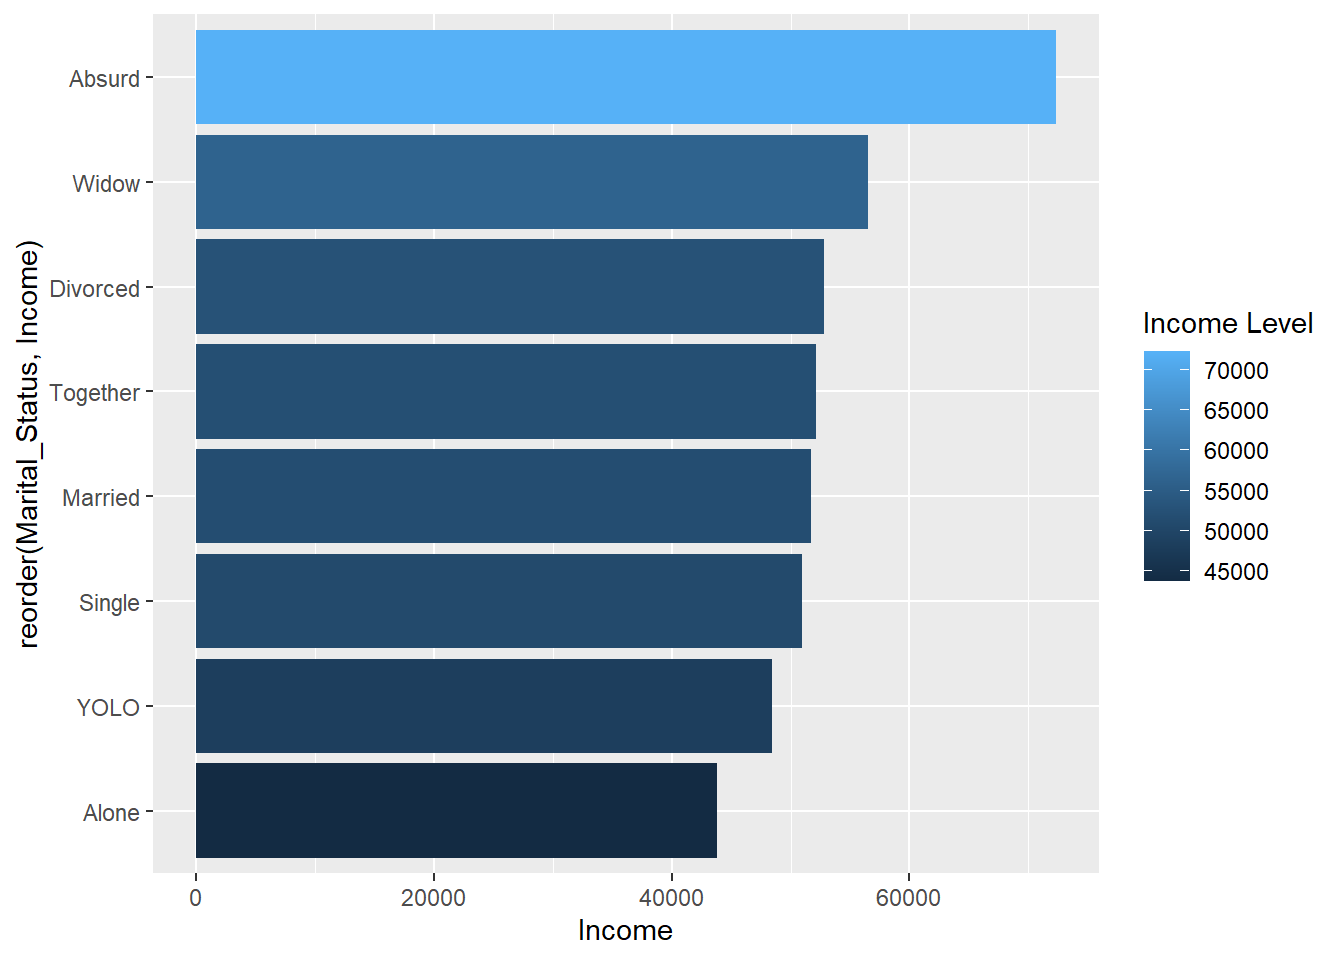 reorder(Marital_Status, Income)
Absurd
Widow
Divorced
Together
Married
Single
YOLO
Alone
0
20000
40000
60000
Income
Income Level
70000
65000
60000
55000
50000
45000